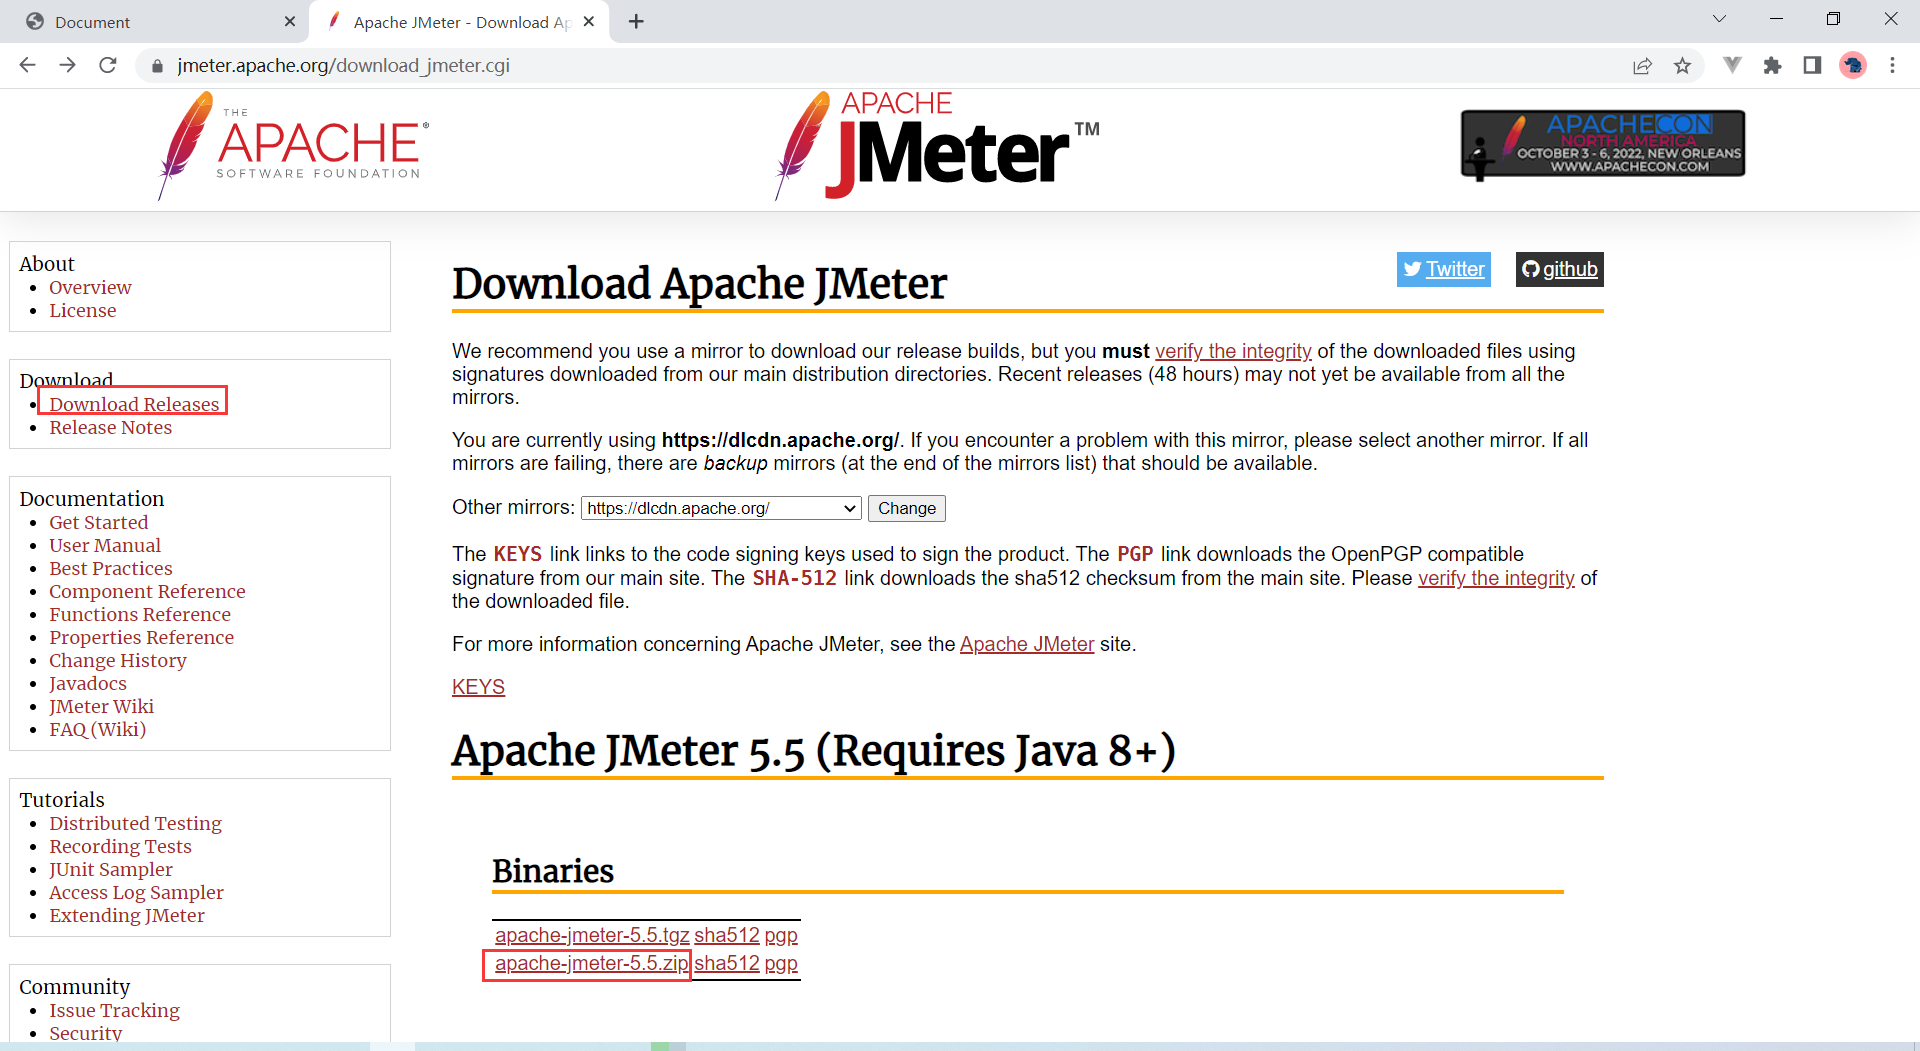 Document
Apache JMeter - Download Ap
jmeter.apache.org/download_jmeter.cgi
THE
APACHE®
SOFTWARE FOUNDATION
APACHE
JMeter™
APACHECON
NORTH AMERICA
OCTOBER 3 - 6, 2022, NEW ORLEANS
WWW.APACHECON.COM
About
Overview
License
Download
Download Releases
Release Notes
Documentation
Get Started
User Manual
Best Practices
Component Reference
Functions Reference
Properties Reference
Change History
Javadocs
JMeter Wiki
FAQ (Wiki)
Tutorials
Distributed Testing
Recording Tests
JUnit Sampler
Access Log Sampler
Extending JMeter
Community
Issue Tracking
Security
Twitter
github
Download Apache JMeter
We recommend you use a mirror to download our release builds, but you must verify the integrity of the downloaded files using
signatures downloaded from our main distribution directories. Recent releases (48 hours) may not yet be available from all the
mirrors.
You are currently using https://dlcdn.apache.org/. If you encounter a problem with this mirror, please select another mirror. If all
mirrors are failing, there are backup mirrors (at the end of the mirrors list) that should be available.
Other mirrors: https://dlcdn.apache.org/ Change
The KEYS link links to the code signing keys used to sign the product. The PGP link downloads the OpenPGP compatible
signature from our main site. The SHA-512 link downloads the sha512 checksum from the main site. Please verify the integrity of
the downloaded file.
For more information concerning Apache JMeter, see the Apache JMeter site.
KEYS
Apache JMeter 5.5 (Requires Java 8+)
Binaries
apache-jmeter-5.5.tgz sha512 pgp
apache-jmeter-5.5.zip sha512 pgp